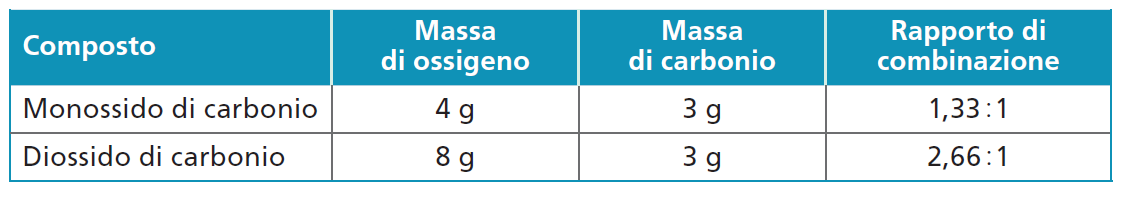 Composto
Massa
di ossigeno
Massa
di carbonio
Rapporto di
combinazione
Monossido di carbonio 4 g 3 g 1,33 : 1
Diossido di carbonio 8 g 3 g 2,66 : 1